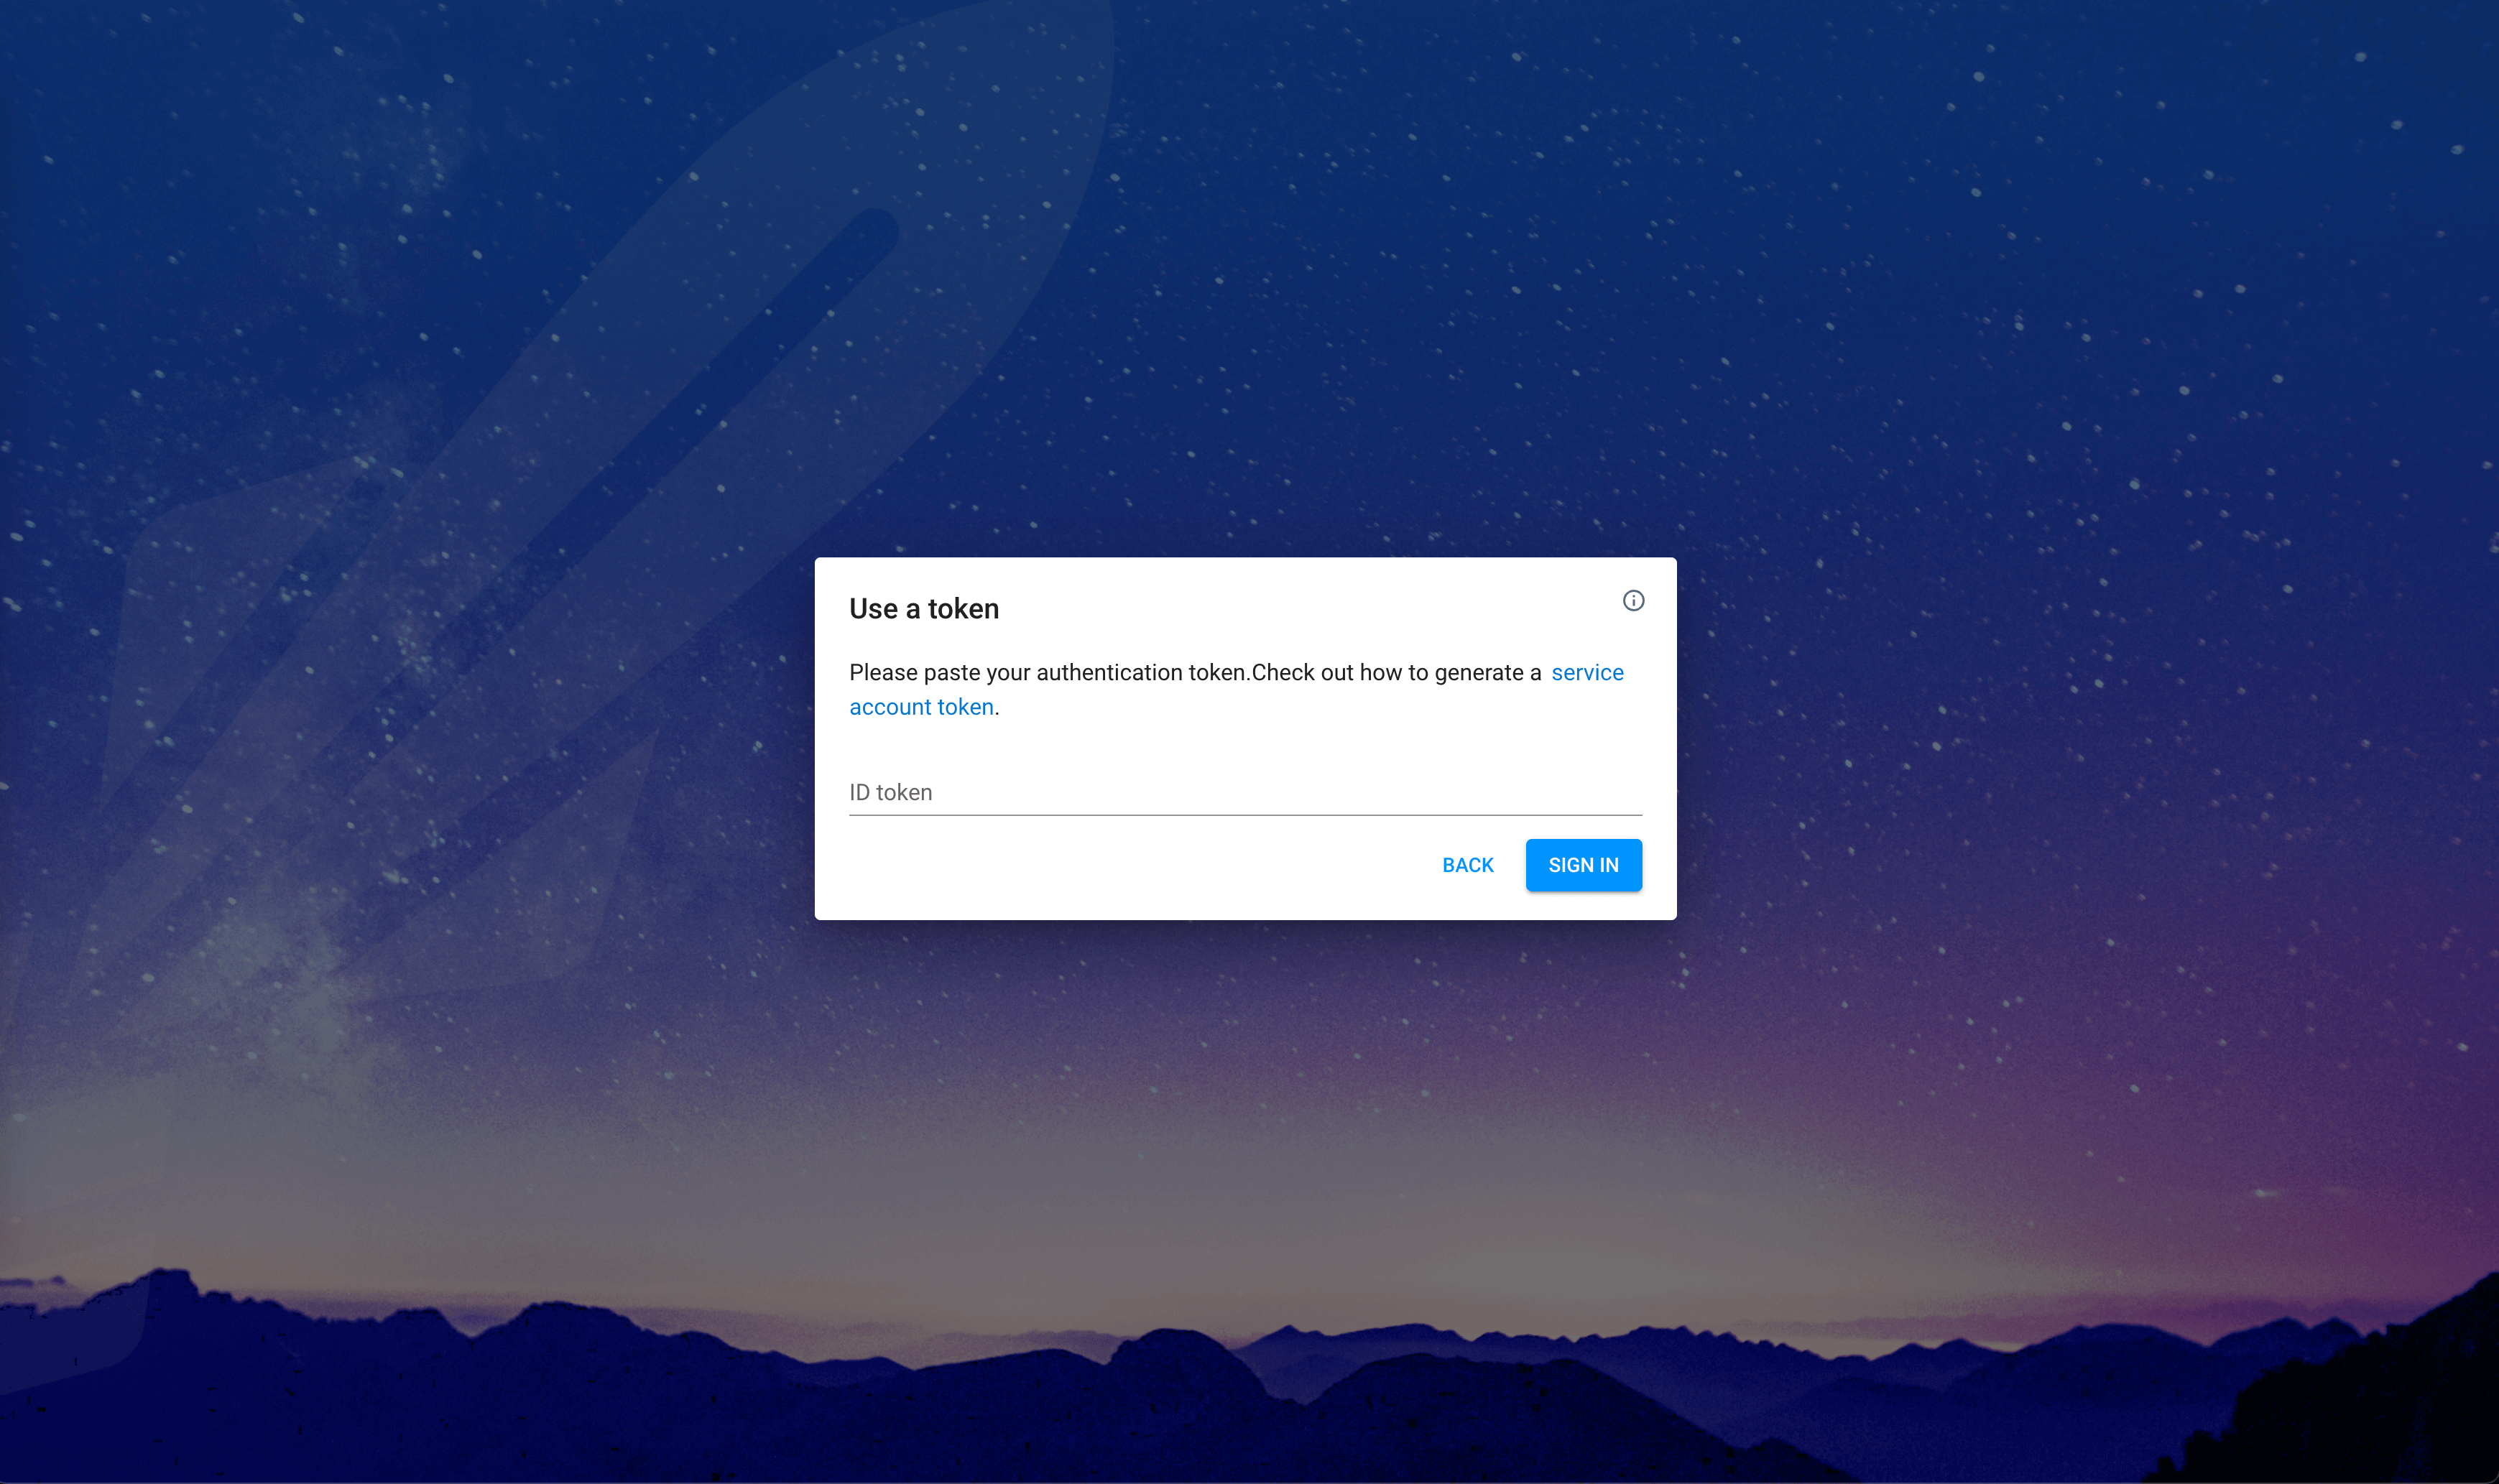 Use a token
Please paste your authentication token.Check out how to generate a service
account token.
ID token
BACK SIGN IN